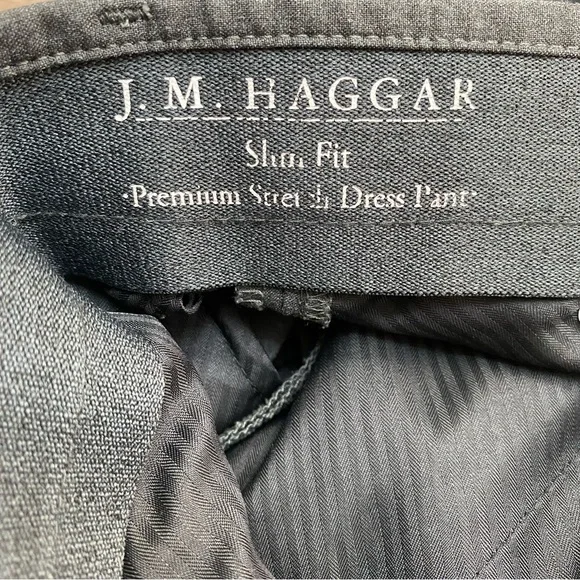 J. M. HAGGAR
Slim Fit
·Premium Stretch Dress Pant·